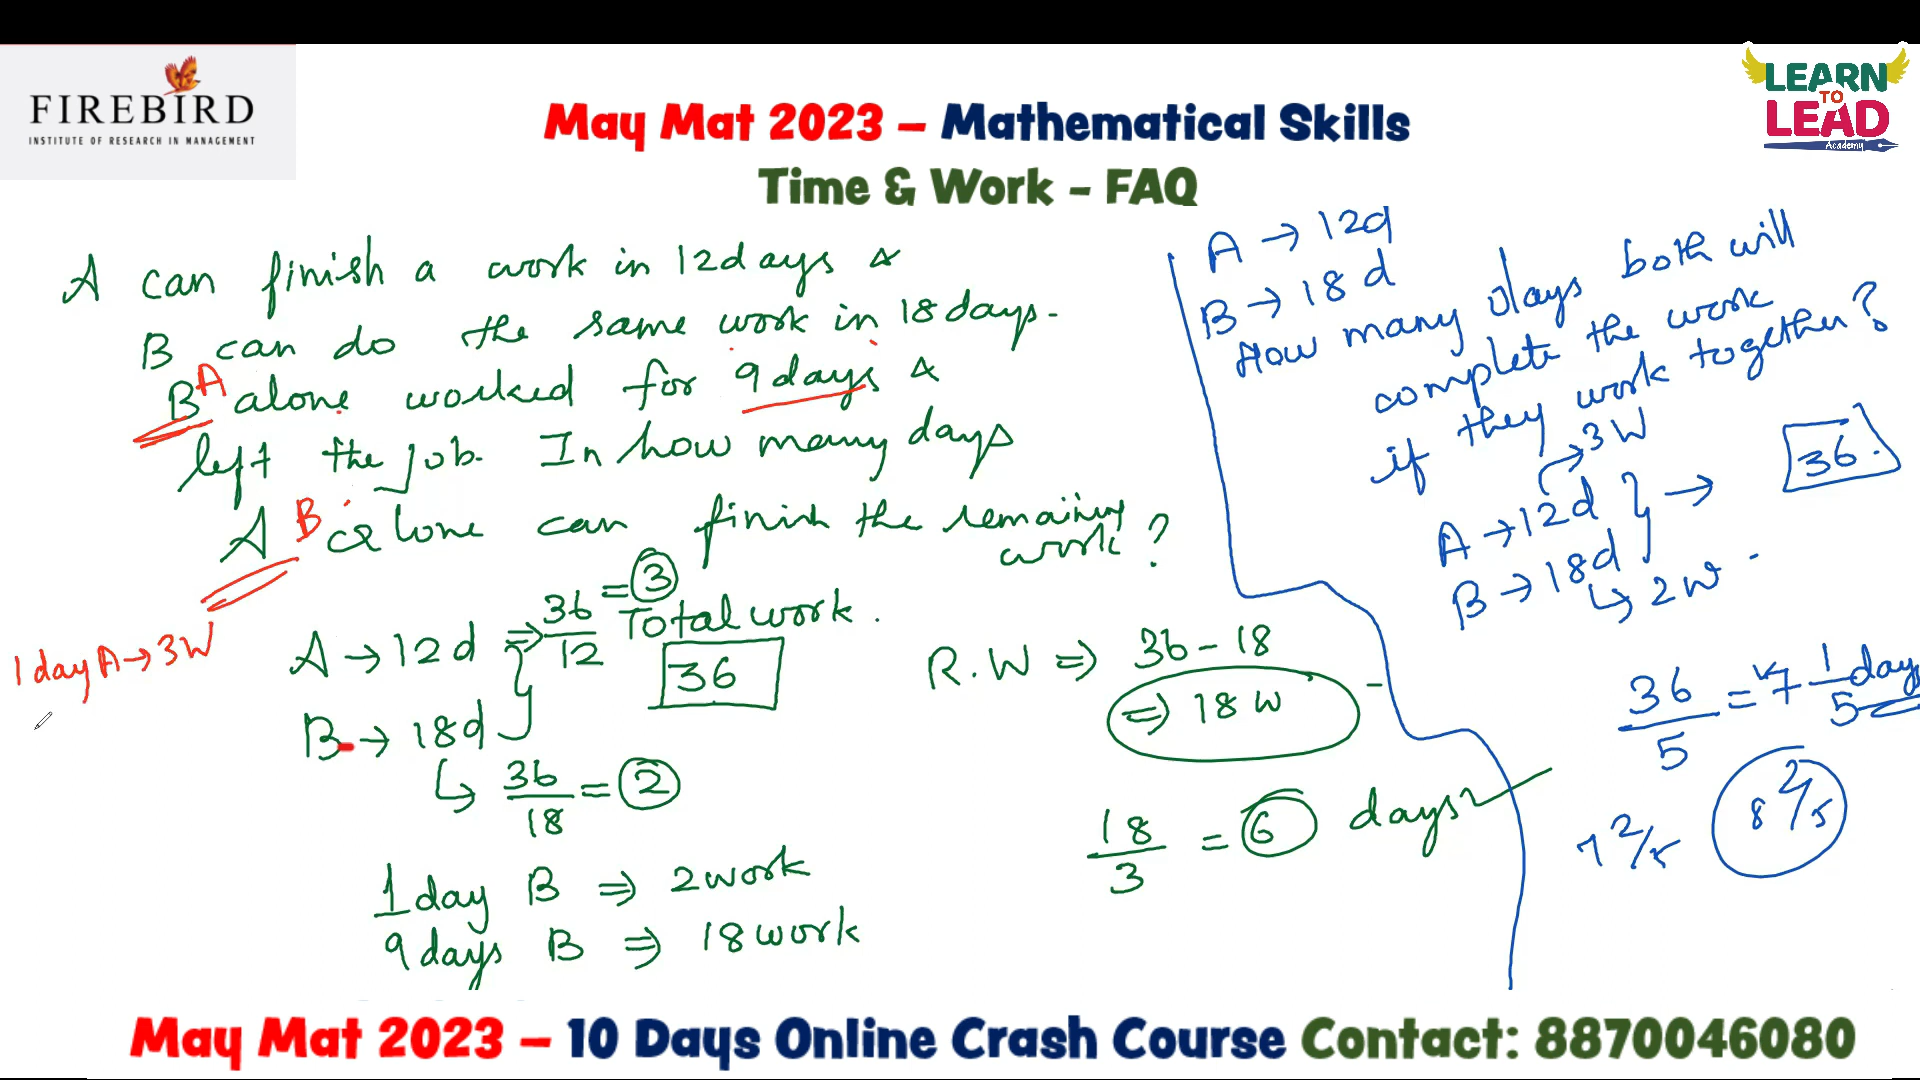 FIREBIRD
INSTITUTE OF RESEARCH IN MANAGEMENT
LEARN
TO
LEAD
Academy
May Mat 2023 – Mathematical Skills
Time & Work – FAQ
A can finish a work in 12 days &
B can do the same work in 18 days.
A
B alone worked for 9 days &
left the job. In how many days
B
A alone can finish the remaining
work?
1 day A → 3W
A → 12 d ⇒ 36/12 = 3
Total work.
36
B → 18d
↳ 36/18 = 2
1 day B ⇒ 2 work
9 days B ⇒ 18 work
R.W ⇒ 36 - 18
⇒ 18 W
18/3 = 6 days
A → 12d
B → 18 d
How many days both will
complete the work
if they work together?
3W
A → 12d } →
36.
B → 18d
↳ 2W
36/5 = 7 1/5 days
7 2/5
8 2/5
May Mat 2023 – 10 Days Online Crash Course Contact: 8870046080